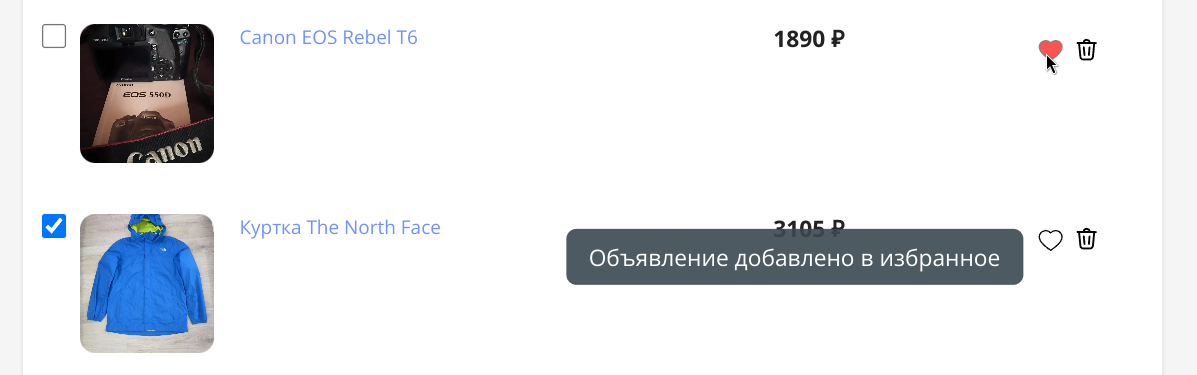 Canon EOS Rebel T6
1890 ₽
Canon
EOS 550D
Canon
Куртка The North Face
3105 ₽
Объявление добавлено в избранное